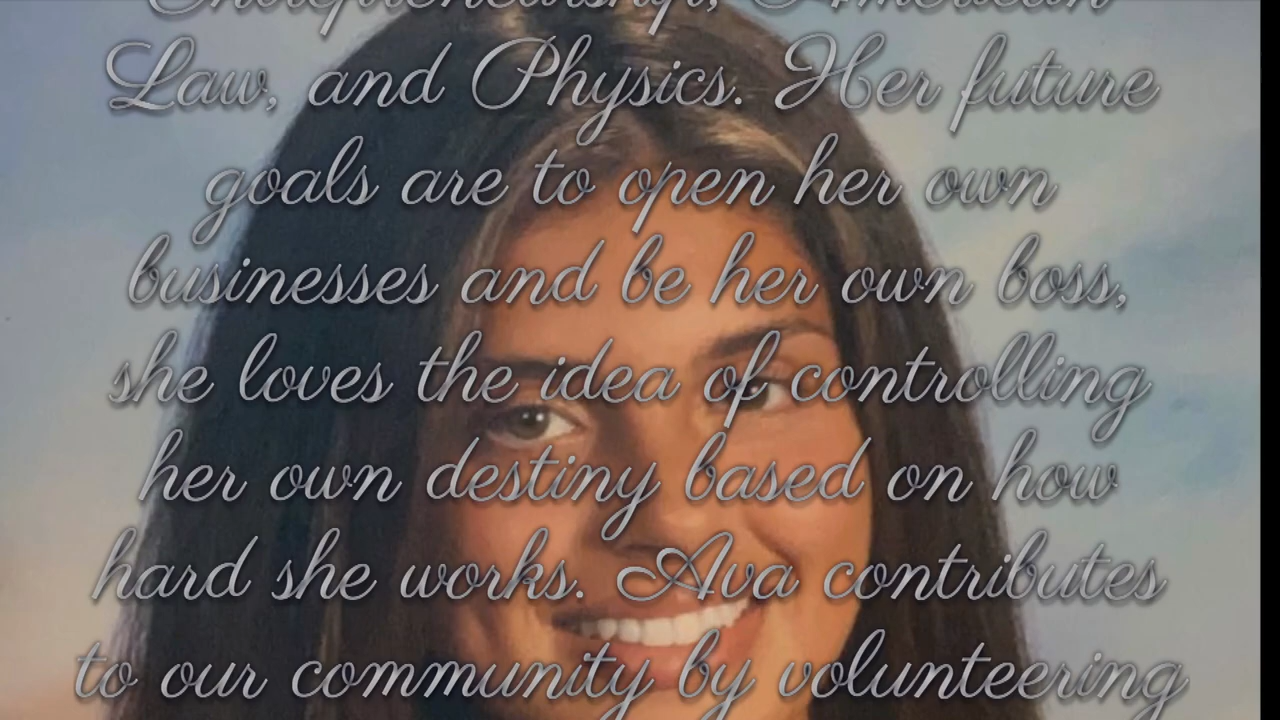 Entrepreneurship, American
Law, and Physics. Her future
goals are to open her own
businesses and be her own boss,
she loves the idea of controlling
her own destiny based on how
hard she works. Ava contributes
to our community by volunteering